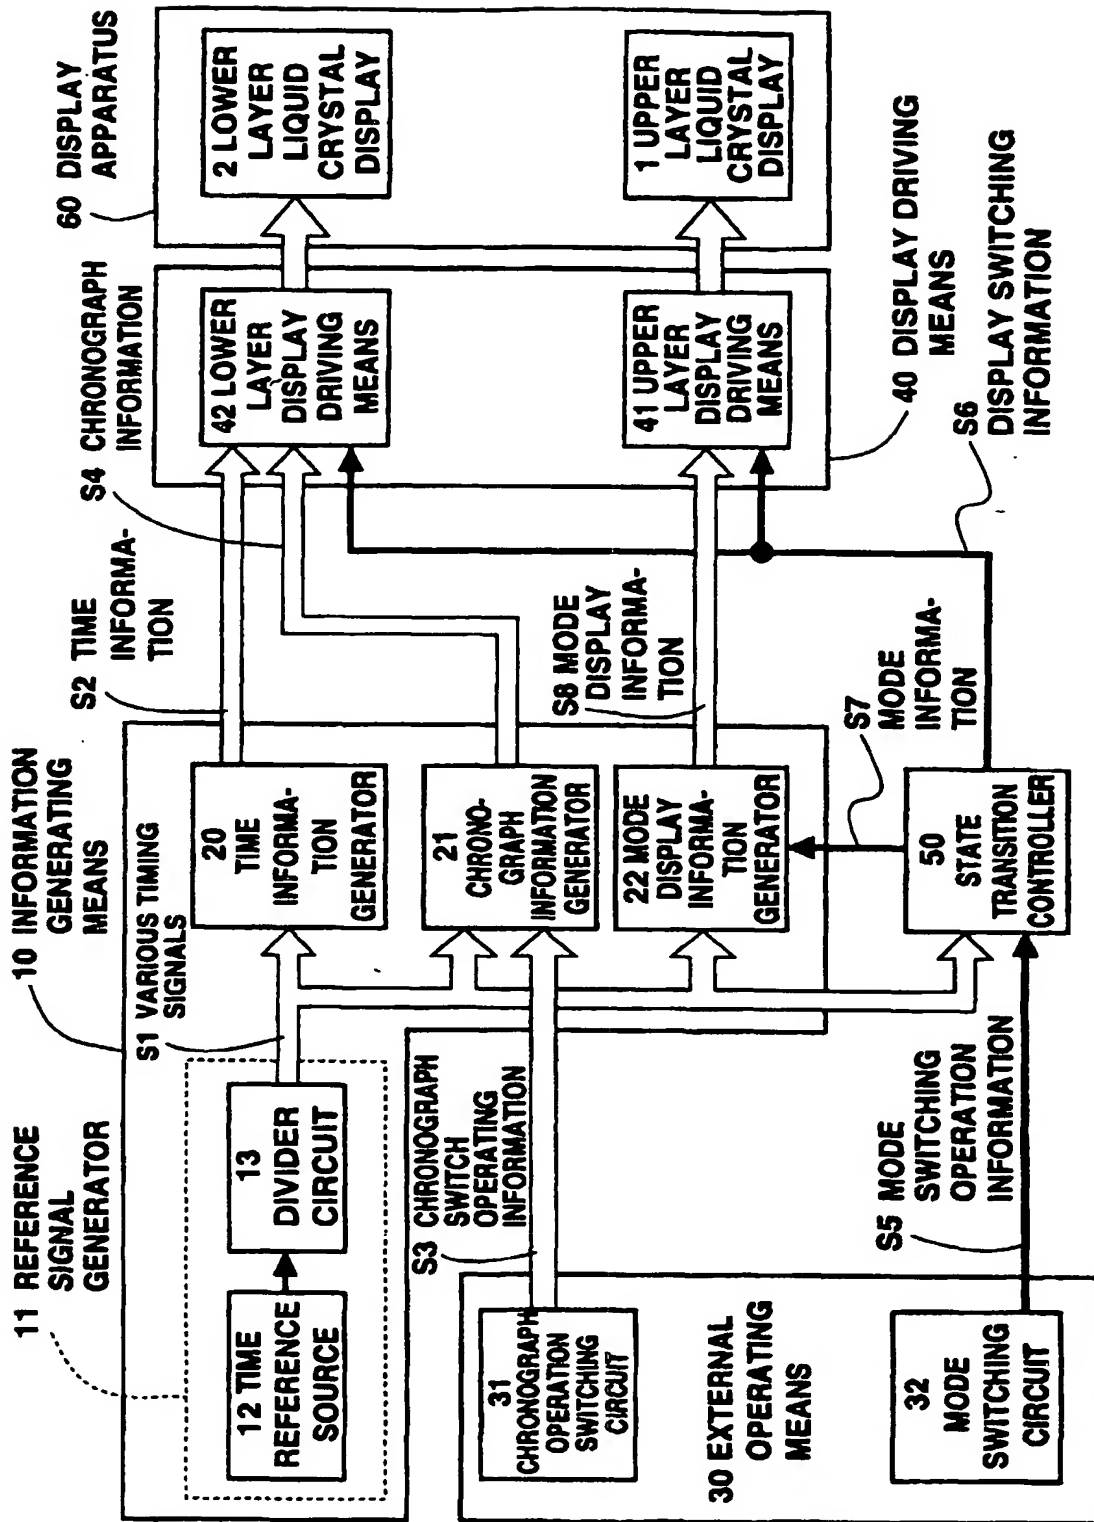 11 REFERENCE
SIGNAL
GENERATOR
10 INFORMATION
GENERATING
MEANS
S1 VARIOUS TIMING
SIGNALS
12 TIME
REFERENCE
SOURCE
13
DIVIDER
CIRCUIT
20
TIME
INFORMA-
TION
GENERATOR
S2 TIME
INFORMA-
TION
S4 CHRONOGRAPH
INFORMATION
60 DISPLAY
APPARATUS
42 LOWER
LAYER
DISPLAY
DRIVING
MEANS
2 LOWER
LAYER
LIQUID
CRYSTAL
DISPLAY
S3 CHRONOGRAPH
SWITCH
OPERATING
INFORMATION
21
CHRONO-
GRAPH
INFORMATION
GENERATOR
31
CHRONOGRAPH
OPERATION
SWITCHING
CIRCUIT
22 MODE
DISPLAY
INFORMA-
TION
GENERATOR
S8 MODE
DISPLAY
INFORMA-
TION
41 UPPER
LAYER
DISPLAY
DRIVING
MEANS
1 UPPER
LAYER
LIQUID
CRYSTAL
DISPLAY
30 EXTERNAL
OPERATING
MEANS
S5 MODE
SWITCHING
OPERATION
INFORMATION
S7
MODE
INFORMA-
TION
40 DISPLAY DRIVING
MEANS
32
MODE
SWITCHING
CIRCUIT
50
STATE
TRANSITION
CONTROLLER
S6
DISPLAY SWITCHING
INFORMATION